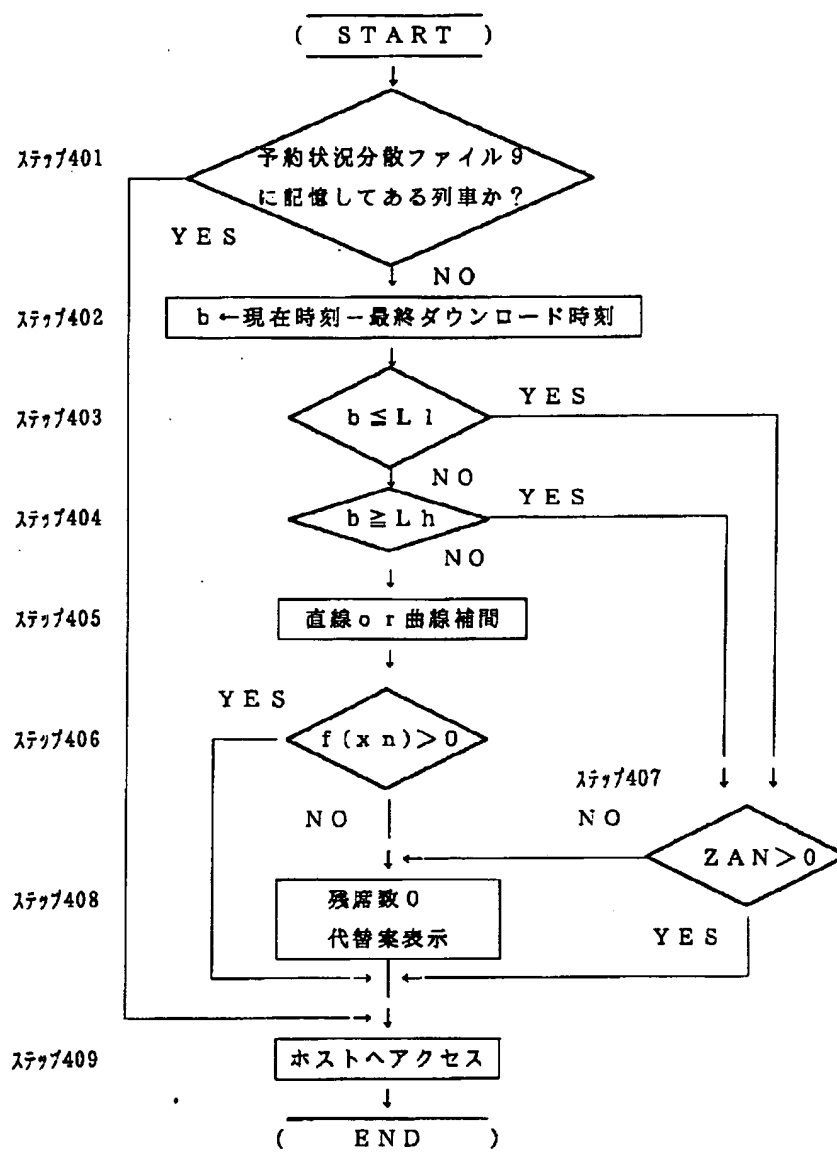 ( START )
ステップ401
予約状況分散ファイル9
に記憶してある列車か?
YES
NO
ステップ402
b←現在時刻-最終ダウンロード時刻
ステップ403
b≦Ll
YES
NO
ステップ404
b≧Lh
YES
NO
ステップ405
直線or曲線補間
YES
ステップ406
f(xn)>0
ステップ407
NO
NO
ZAN>0
ステップ408
残席数0
代替案表示
YES
ステップ409
ホストへアクセス
( END )